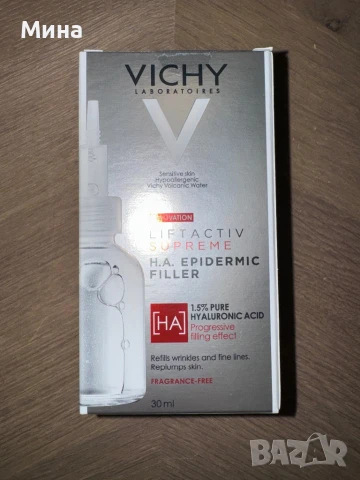 Мина
VICHY
LABORATOIRES
Sensitive skin
Hypoallergenic
Vichy Volcanic Water
LIFTACTIV
SUPREME
H.A. EPIDERMIC
FILLER
[HA]
1.5% PURE
HYALURONIC ACID
Progressive
filling effect
Refills wrinkles and fine lines.
Replumps skin.
FRAGRANCE-FREE
30 ml
BAZAR